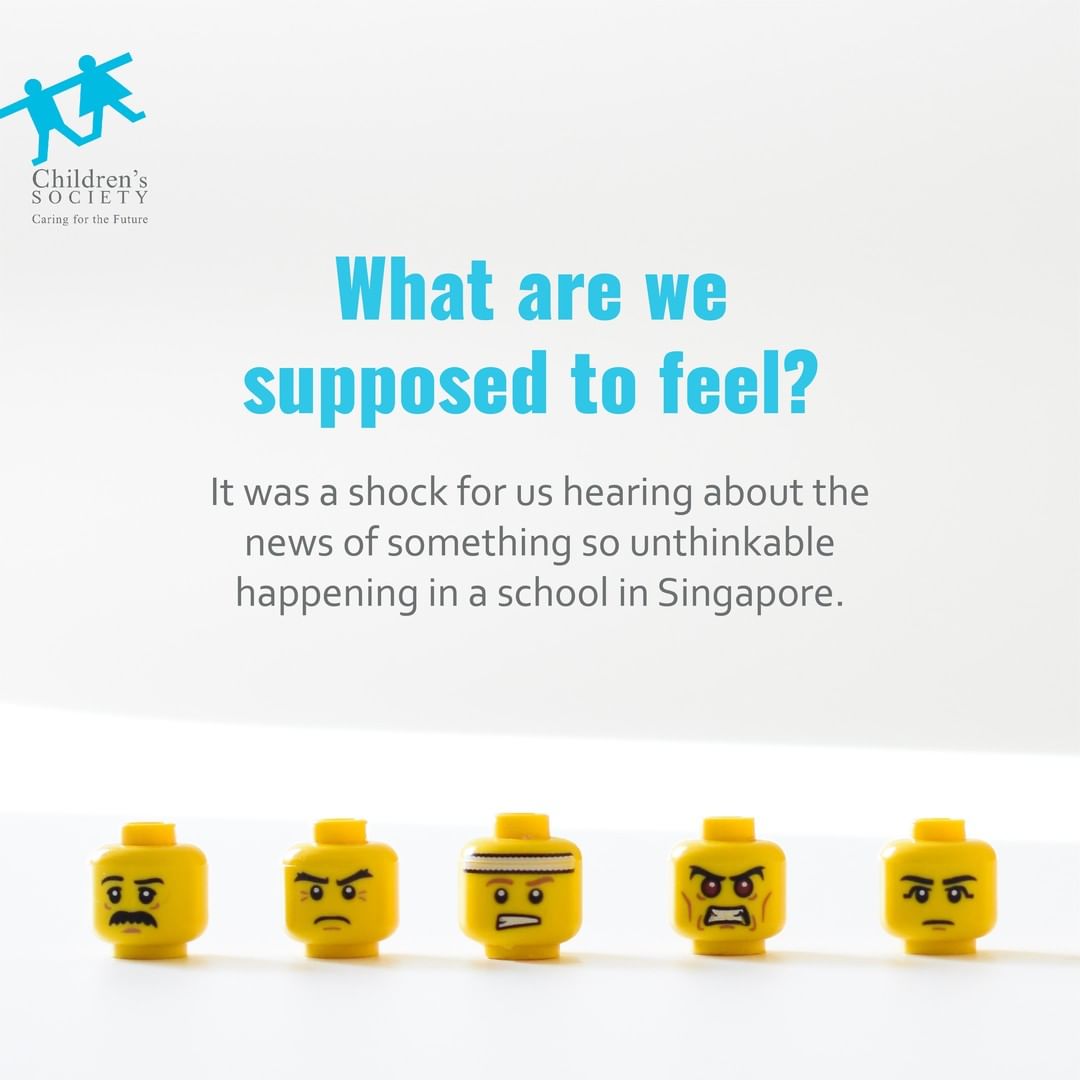 Children's
SOCIETY
Caring for the Future
What are we
supposed to feel?
It was a shock for us hearing about the
news of something so unthinkable
happening in a school in Singapore.